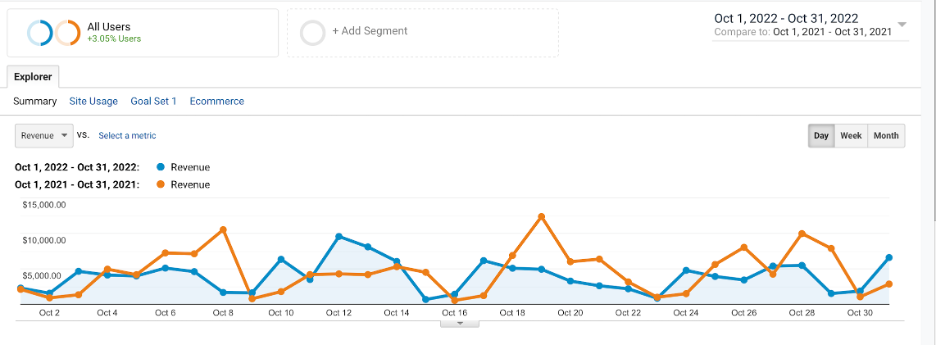 All Users
+3.05% Users
+ Add Segment
Oct 1, 2022 - Oct 31, 2022
Compare to: Oct 1, 2021 - Oct 31, 2021
Explorer
Summary Site Usage Goal Set 1 Ecommerce
Revenue VS. Select a metric
Day Week Month
Oct 1, 2022 - Oct 31, 2022: Revenue
Oct 1, 2021 - Oct 31, 2021: Revenue
$15,000.00
$10,000.00
$5,000.00
Oct 2 Oct 4 Oct 6 Oct 8 Oct 10 Oct 12 Oct 14 Oct 16 Oct 18 Oct 20 Oct 22 Oct 24 Oct 26 Oct 28 Oct 30